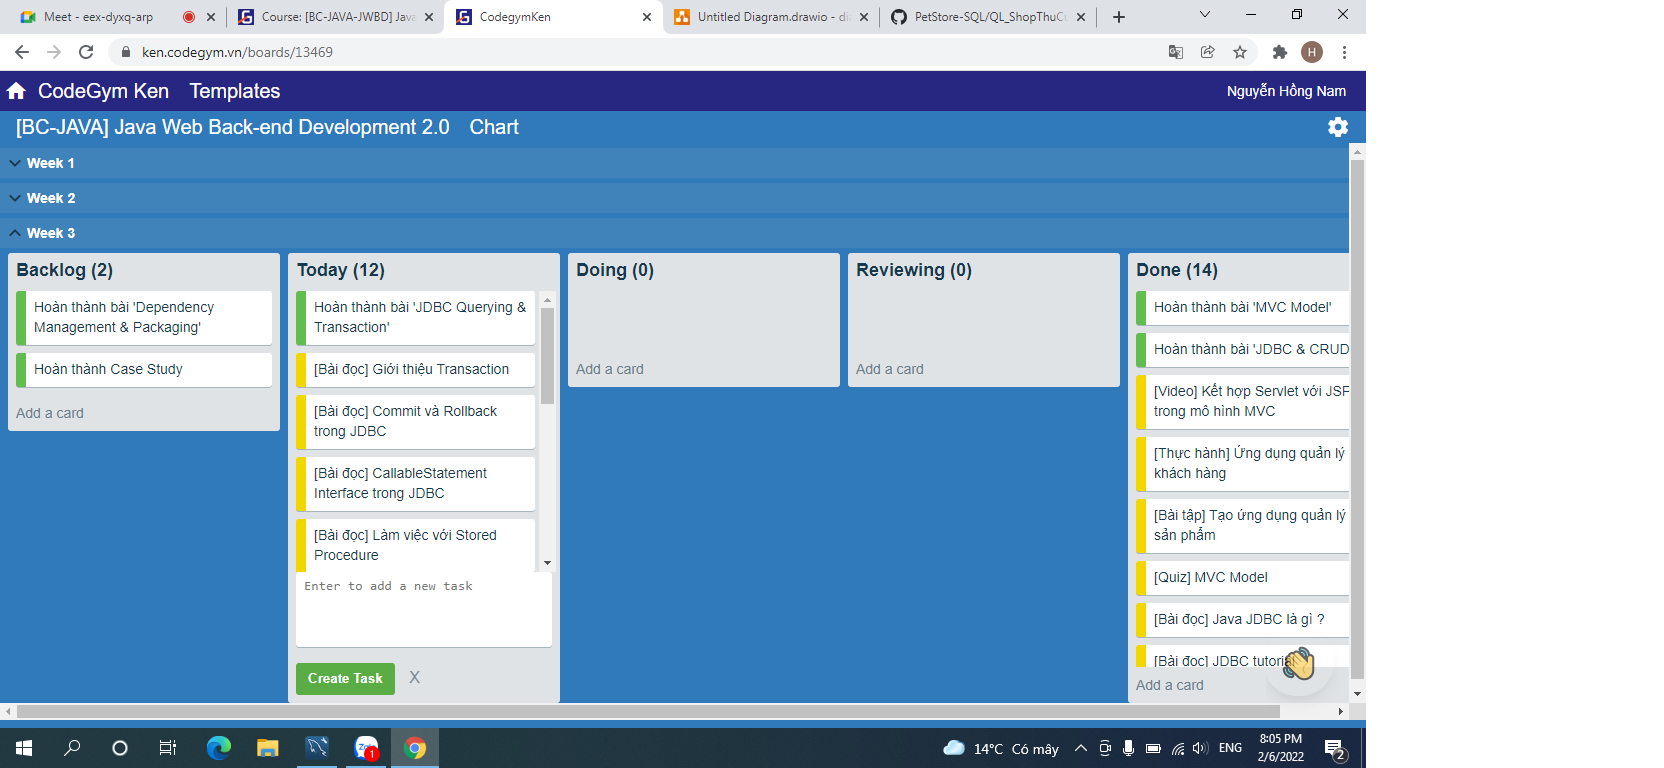 Meet - eex-dyxq-arp
Course: [BC-JAVA-JWBD] Java
CodegymKen
Untitled Diagram.drawio - di
PetStore-SQL/QL_ShopThuCu
ken.codegym.vn/boards/13469
H
CodeGym Ken
Templates
Nguyễn Hồng Nam
[BC-JAVA] Java Web Back-end Development 2.0
Chart
Week 1
Week 2
Week 3
Backlog (2)
Hoàn thành bài 'Dependency
Management & Packaging'
Hoàn thành Case Study
Add a card
Today (12)
Hoàn thành bài 'JDBC Querying &
Transaction'
[Bài đọc] Giới thiệu Transaction
[Bài đọc] Commit và Rollback
trong JDBC
[Bài đọc] CallableStatement
Interface trong JDBC
[Bài đọc] Làm việc với Stored
Procedure
Enter to add a new task
Create Task
X
Doing (0)
Add a card
Reviewing (0)
Add a card
Done (14)
Hoàn thành bài 'MVC Model'
Hoàn thành bài 'JDBC & CRUD
[Video] Kết hợp Servlet với JSP
trong mô hình MVC
[Thực hành] Ứng dụng quản lý
khách hàng
[Bài tập] Tạo ứng dụng quản lý
sản phẩm
[Quiz] MVC Model
[Bài đọc] Java JDBC là gì ?
[Bài đọc] JDBC tutorial
Add a card
Zalo
1
14°C Có mây
ENG
8:05 PM
2/6/2022
2